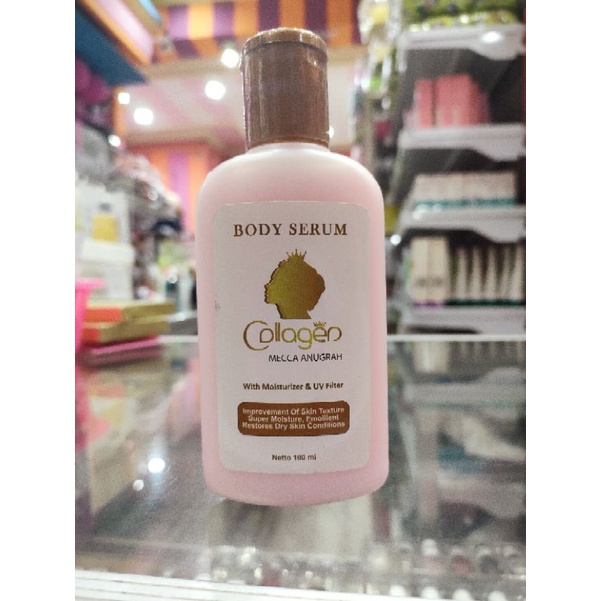 BODY SERUM
Collagen
MECCA ANUGRAH
With Moisturizer & UV Filter
Improvement Of Skin Texture
Super Moisture, Emollient
Restores Dry Skin Conditions
Netto 100 ml